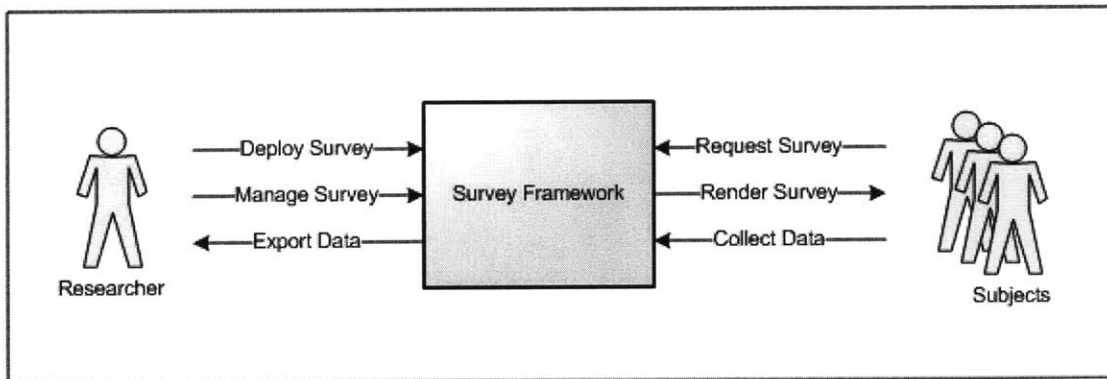 Deploy Survey
Manage Survey
Export Data
Researcher
Survey Framework
Request Survey
Render Survey
Collect Data
Subjects